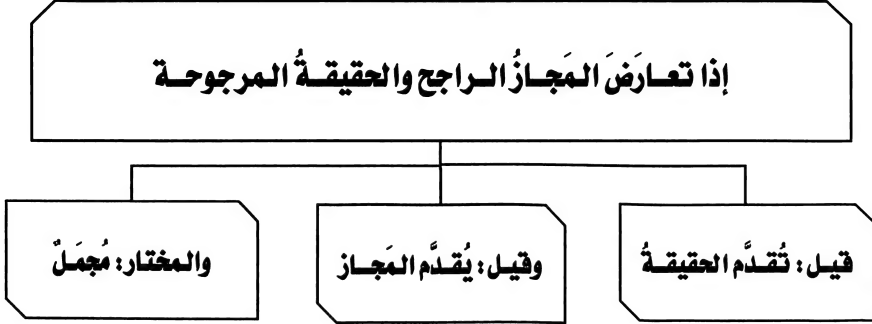 إذا تعارَضَ المَجازُ الراجح والحقيقةُ المرجوحة
قيل: تُقدَّم الحقيقةُ
وقيل: يُقدَّم المَجاز
والمختار: مُجمَلٌ